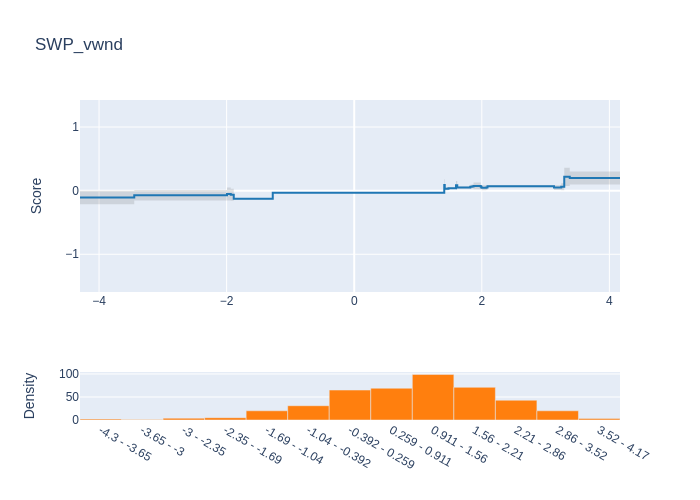 SWP_vwnd
Score
1
0
−1
−4
−2
0
2
4
Density
100
50
0
-4.3 - -3.65
-3.65 - -3
-3 - -2.35
-2.35 - -1.69
-1.69 - -1.04
-1.04 - -0.392
-0.392 - 0.259
0.259 - 0.911
0.911 - 1.56
1.56 - 2.21
2.21 - 2.86
2.86 - 3.52
3.52 - 4.17